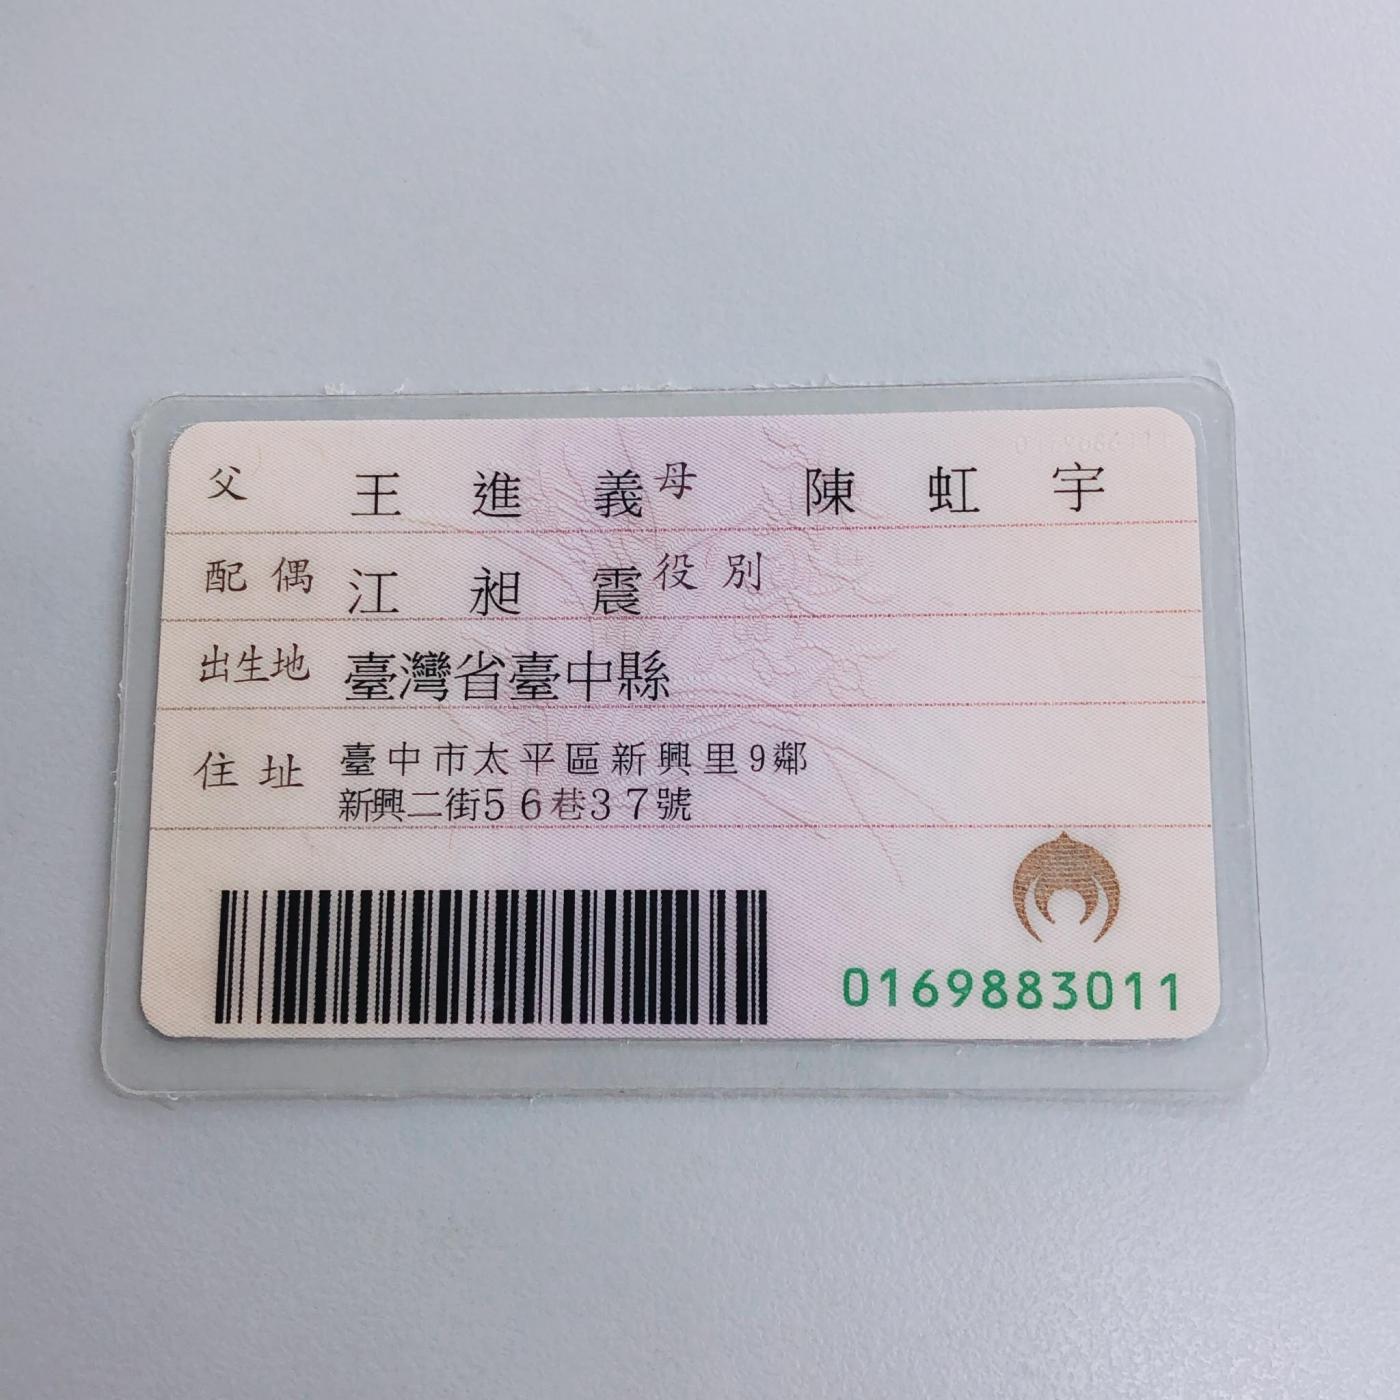 父 王進義 母 陳虹宇
配偶 江昶震 役別
出生地 臺灣省臺中縣
住址 臺中市太平區新興里9鄰
新興二街56巷37號
0169883011